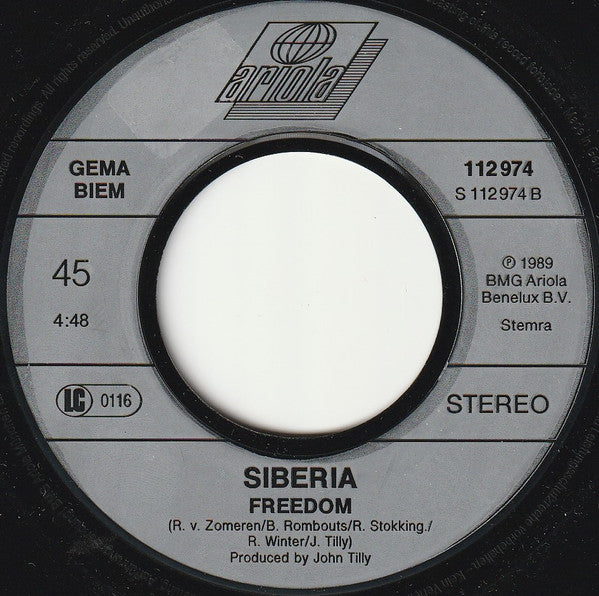 ariola
GEMA
BIEM
112 974
S 112 974 B
45
4:48
℗ 1989
BMG Ariola
Benelux B.V.
Stemra
LC 0116
STEREO
SIBERIA
FREEDOM
(R. v. Zomeren/B. Rombouts/R. Stokking./
R. Winter/J. Tilly)
Produced by John Tilly